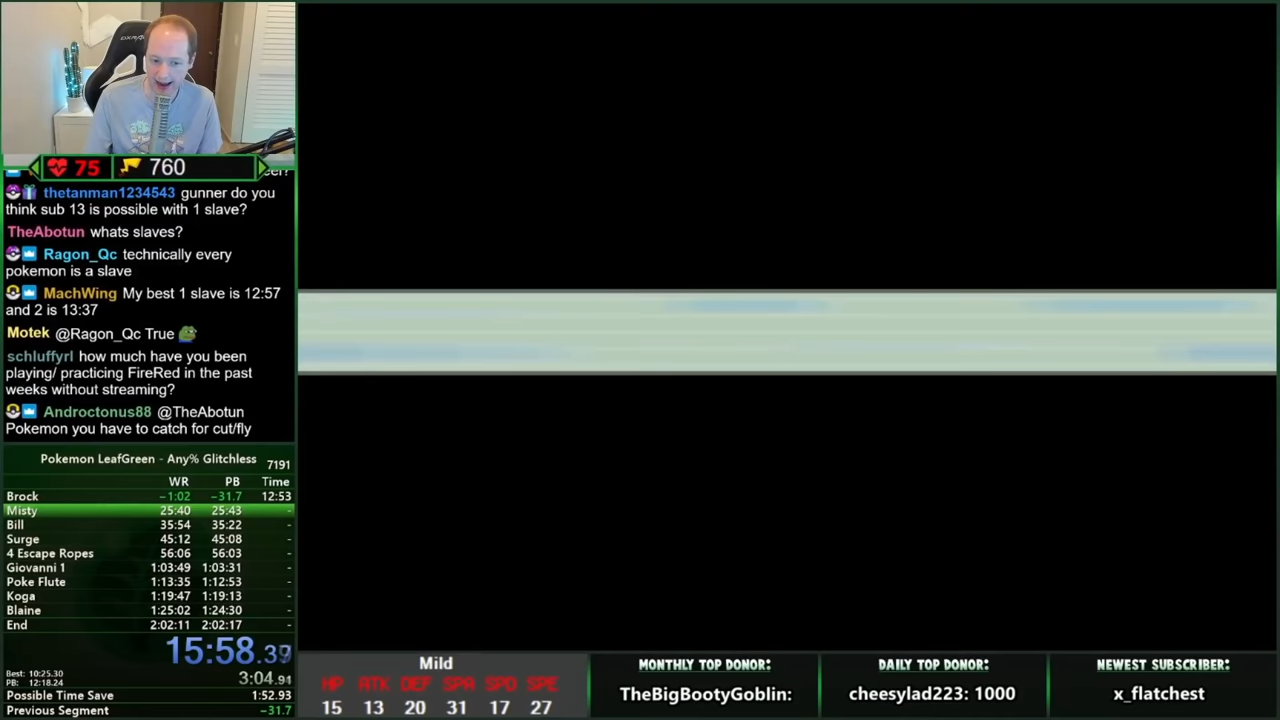 75 760
thetanman1234543 gunner do you
think sub 13 is possible with 1 slave?
TheAbotun whats slaves?
Ragon_Qc technically every
pokemon is a slave
MachWing My best 1 slave is 12:57
and 2 is 13:37
Motek @Ragon_Qc True
schluffyrl how much have you been
playing/ practicing FireRed in the past
weeks without streaming?
Androctonus88 @TheAbotun
Pokemon you have to catch for cut/fly
Pokemon LeafGreen - Any% Glitchless 7191
WR PB Time
Brock -1:02 -31.7 12:53
Misty 25:40 25:43 -
Bill 35:54 35:22 -
Surge 45:12 45:08 -
4 Escape Ropes 56:06 56:03 -
Giovanni 1 1:03:49 1:03:31 -
Poke Flute 1:13:35 1:12:53 -
Koga 1:19:47 1:19:13 -
Blaine 1:25:02 1:24:30 -
End 2:02:11 2:02:17 -
15:58.39
Best: 10:25.30
PB: 12:18.24 3:04.91
Possible Time Save 1:52.93
Previous Segment -31.7
Mild
HP ATK DEF SPA SPD SPE
15 13 20 31 17 27
MONTHLY TOP DONOR:
TheBigBootyGoblin:
DAILY TOP DONOR:
cheesylad223: 1000
NEWEST SUBSCRIBER:
x_flatchest